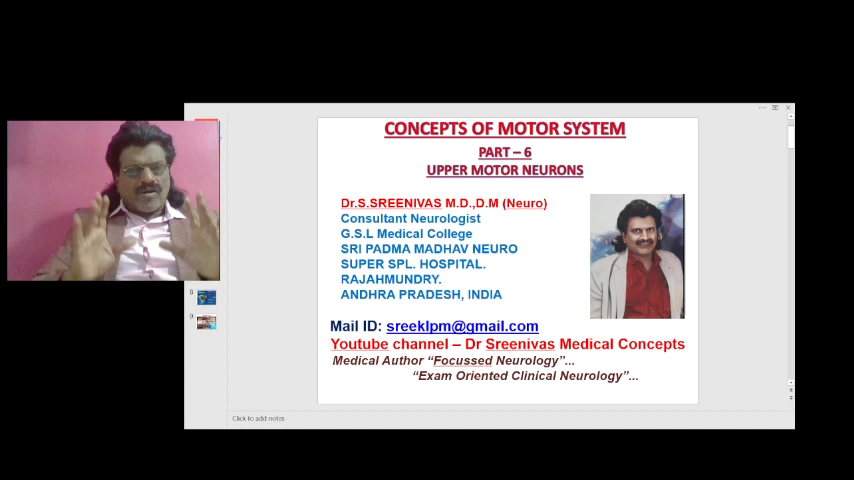 CONCEPTS OF MOTOR SYSTEM
PART – 6
UPPER MOTOR NEURONS
Dr.S.SREENIVAS M.D.,D.M (Neuro)
Consultant Neurologist
G.S.L Medical College
SRI PADMA MADHAV NEURO
SUPER SPL. HOSPITAL.
RAJAHMUNDRY.
ANDHRA PRADESH, INDIA
Mail ID: sreeklpm@gmail.com
Youtube channel – Dr Sreenivas Medical Concepts
Medical Author “Focussed Neurology”...
“Exam Oriented Clinical Neurology”...
8
9
Click to add notes